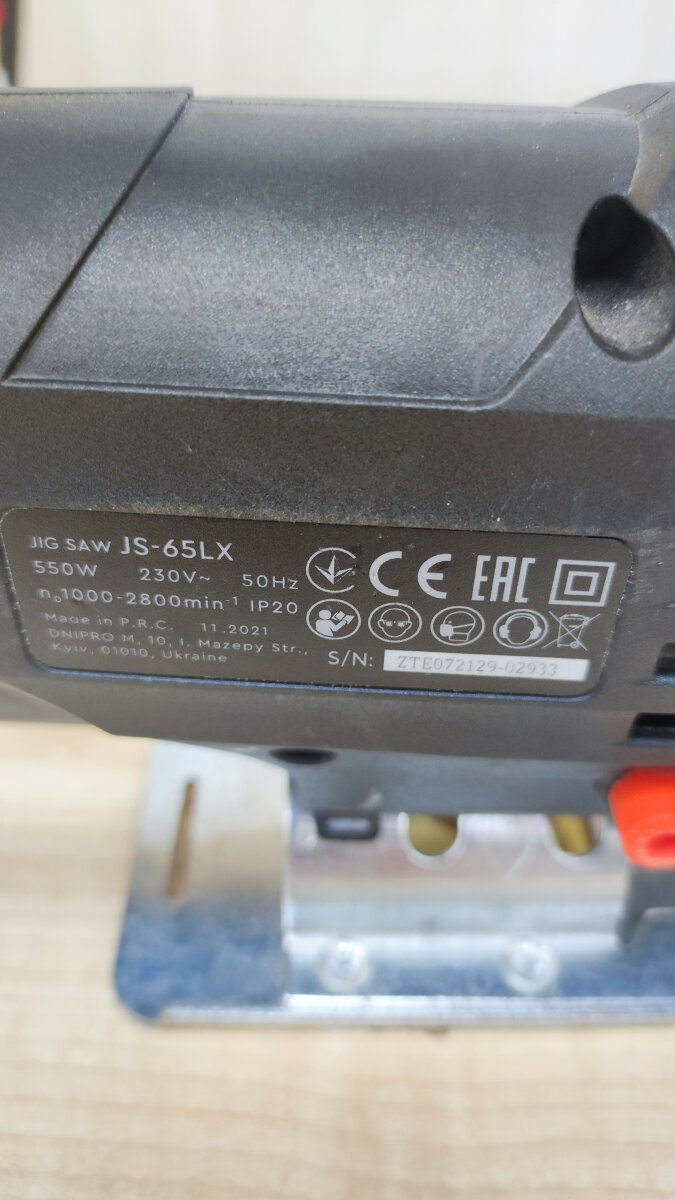 JIG SAW JS-65LX
550W 230V~ 50Hz
n₀1000-2800min⁻¹ IP20
Made in P.R.C. 11.2021
DNIPRO M, 10, I. Mazepy Str.,
Kyiv, 01010, Ukraine
CE EAC
S/N: ZTE072129-02933